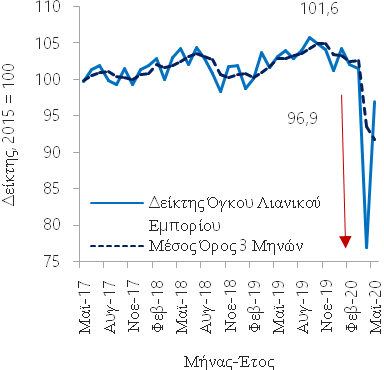 101,6
110
105
100
95
90
85
80
75
Δείκτης, 2015 = 100
96,9
Δείκτης Όγκου Λιανικού
Εμπορίου
Μέσος Όρος 3 Μηνών
Μαϊ-17
Αυγ-17
Νοε-17
Φεβ-18
Μαϊ-18
Αυγ-18
Νοε-18
Φεβ-19
Μαϊ-19
Αυγ-19
Νοε-19
Φεβ-20
Μαϊ-20
Μήνας-Έτος